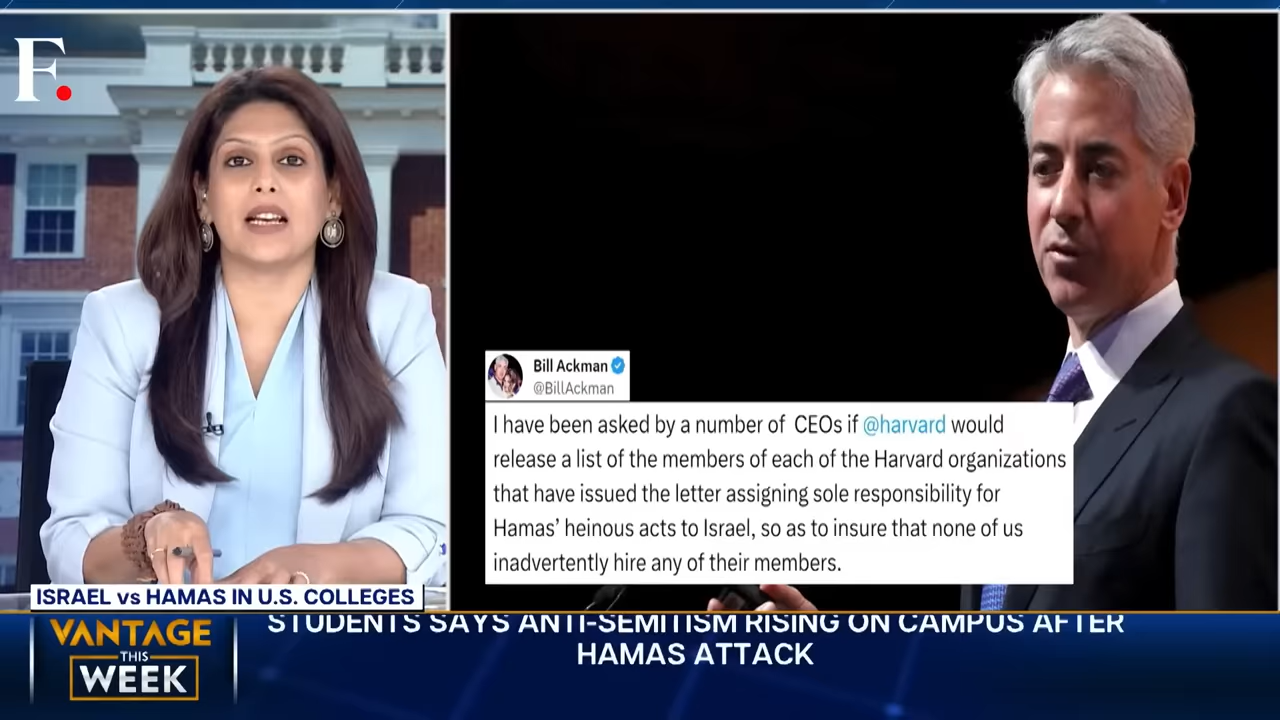 F.
Bill Ackman
@BillAckman
I have been asked by a number of CEOs if @harvard would
release a list of the members of each of the Harvard organizations
that have issued the letter assigning sole responsibility for
Hamas’ heinous acts to Israel, so as to insure that none of us
inadvertently hire any of their members.
ISRAEL vs HAMAS IN U.S. COLLEGES
VANTAGE
THIS
WEEK
STUDENTS SAYS ANTI-SEMITISM RISING ON CAMPUS AFTER
HAMAS ATTACK